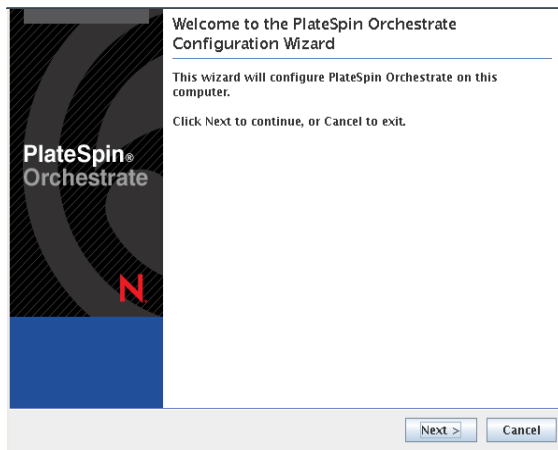 Welcome to the PlateSpin Orchestrate
Configuration Wizard
This wizard will configure PlateSpin Orchestrate on this
computer.
Click Next to continue, or Cancel to exit.
PlateSpin®
Orchestrate
N
Next >
Cancel